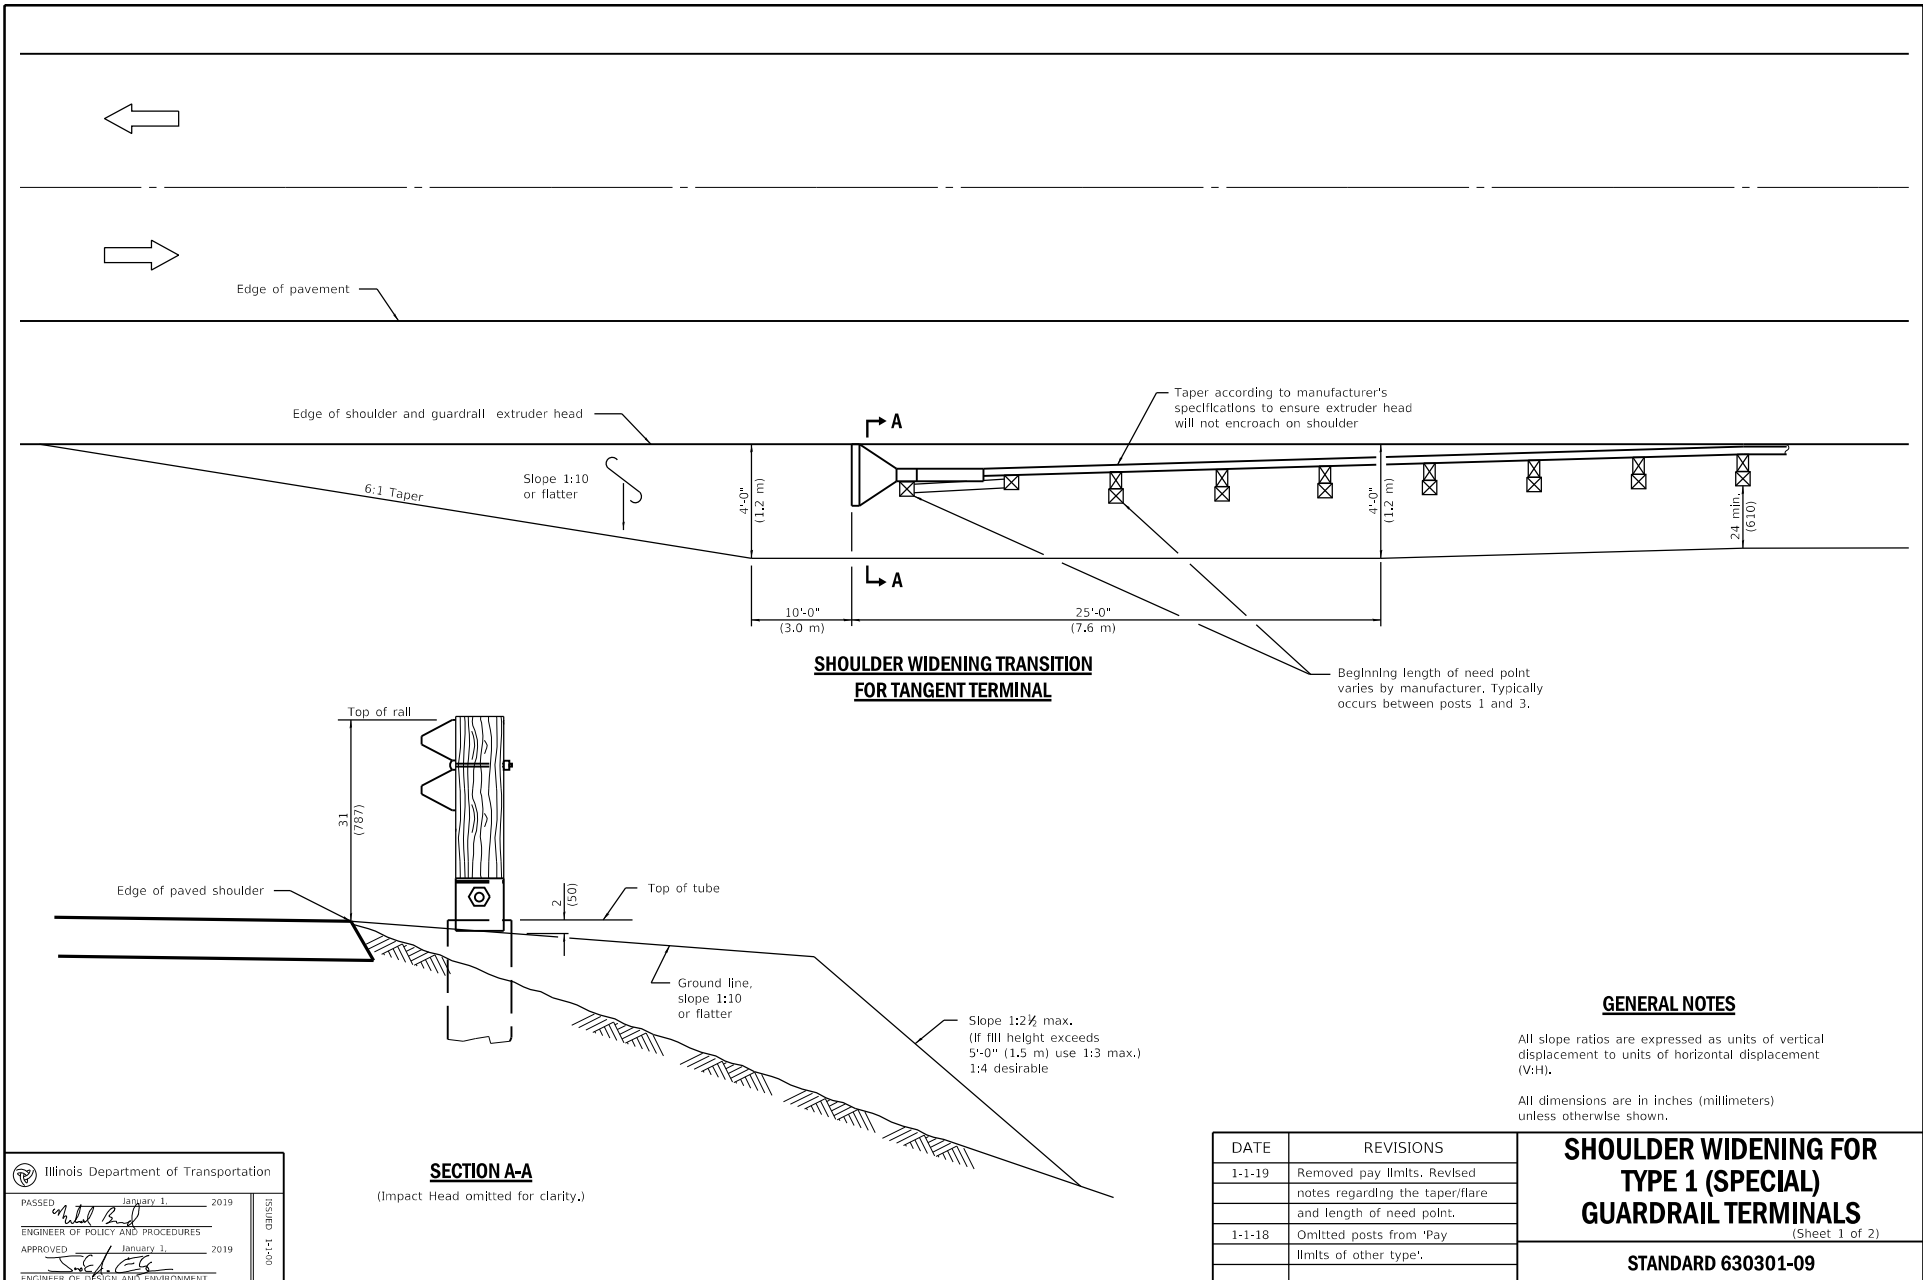 Edge of pavement
Edge of shoulder and guardrail extruder head
A
Taper according to manufacturer's
specifications to ensure extruder head
will not encroach on shoulder
6:1 Taper
Slope 1:10
or flatter
4'-0"
(1.2 m)
4'-0"
(1.2 m)
24 min.
(610)
A
10'-0"
(3.0 m)
25'-0"
(7.6 m)
SHOULDER WIDENING TRANSITION
FOR TANGENT TERMINAL
Beginning length of need point
varies by manufacturer. Typically
occurs between posts 1 and 3.
Top of rail
31
(787)
Edge of paved shoulder
2
(50)
Top of tube
Ground line,
slope 1:10
or flatter
Slope 1:2½ max.
(If fill height exceeds
5'-0" (1.5 m) use 1:3 max.)
1:4 desirable
SECTION A-A
(Impact Head omitted for clarity.)
GENERAL NOTES
All slope ratios are expressed as units of vertical
displacement to units of horizontal displacement
(V:H).
All dimensions are in inches (millimeters)
unless otherwise shown.
Illinois Department of Transportation
PASSED January 1, 2019
ENGINEER OF POLICY AND PROCEDURES
APPROVED January 1, 2019
ENGINEER OF DESIGN AND ENVIRONMENT
ISSUED 1-1-00
DATE REVISIONS
1-1-19 Removed pay limits. Revised
notes regarding the taper/flare
and length of need point.
1-1-18 Omitted posts from 'Pay
limits of other type'.
SHOULDER WIDENING FOR
TYPE 1 (SPECIAL)
GUARDRAIL TERMINALS
(Sheet 1 of 2)
STANDARD 630301-09